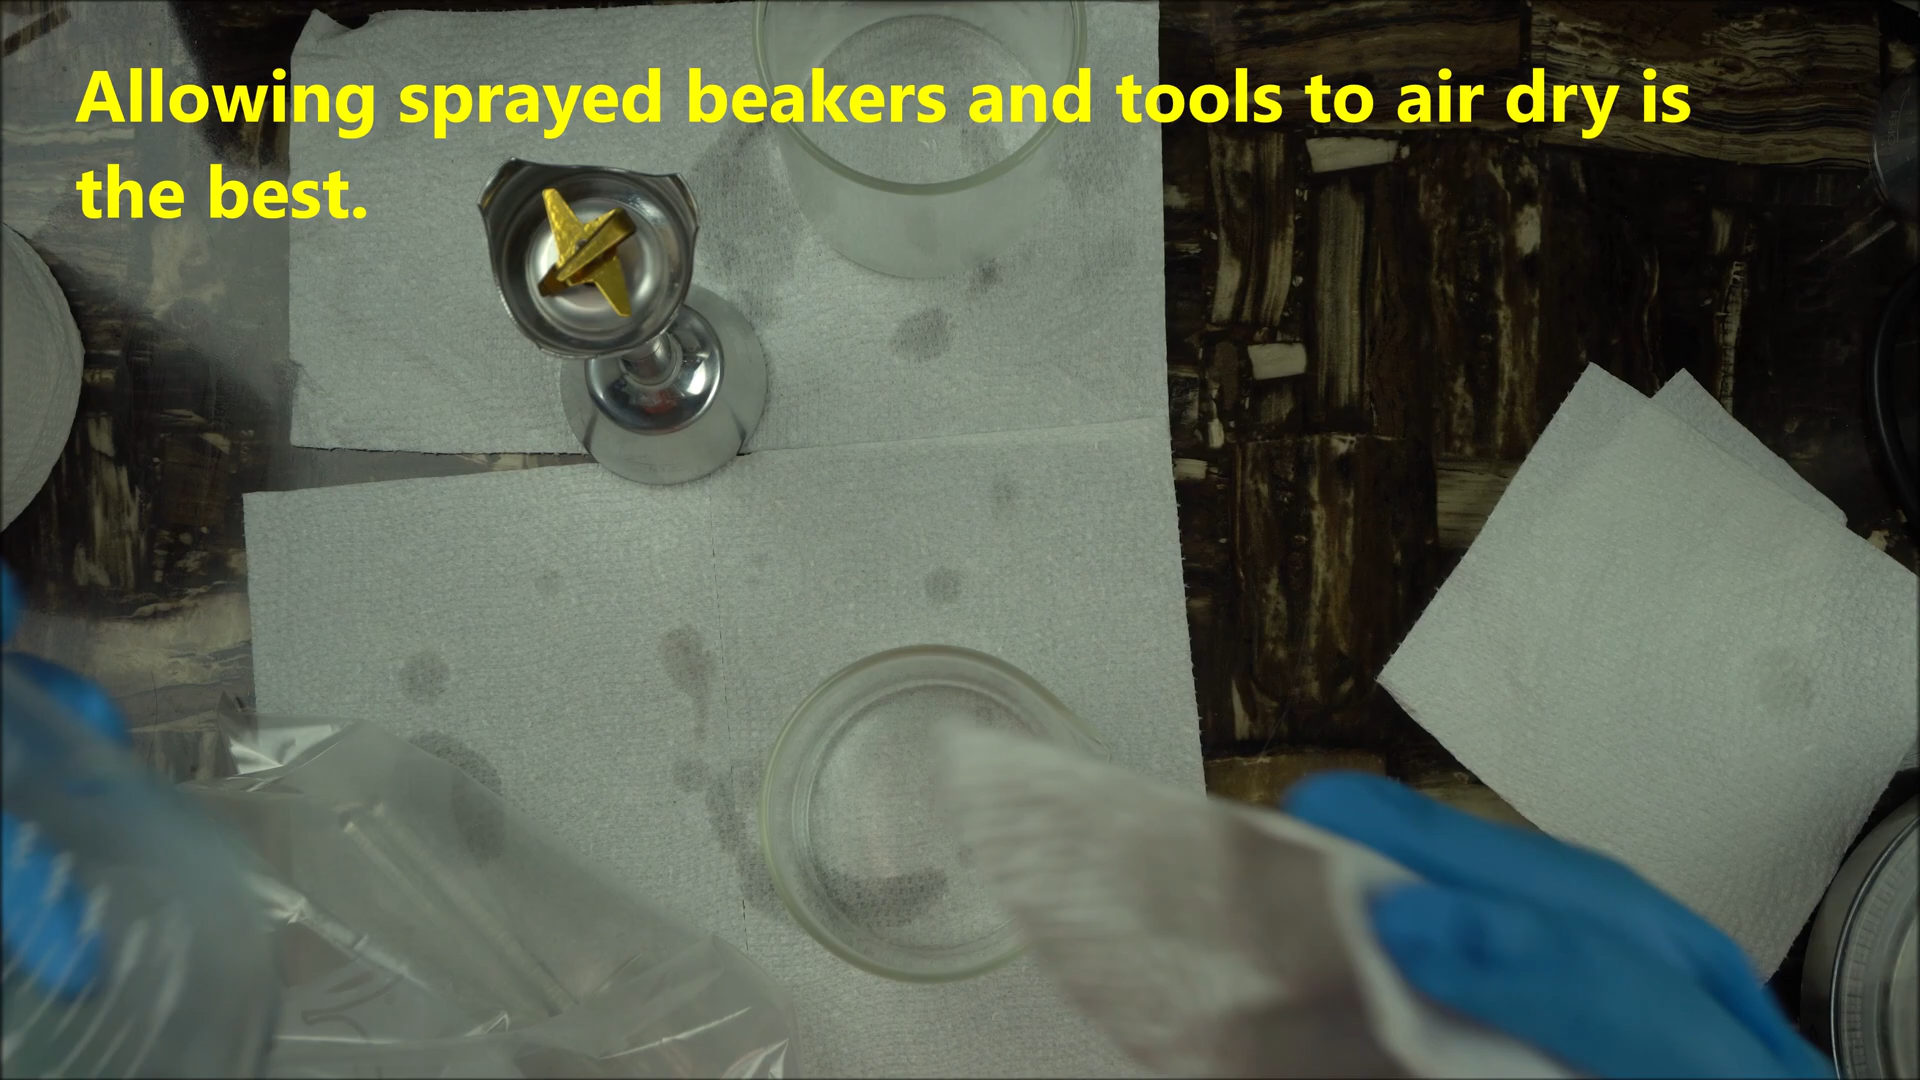 Allowing sprayed beakers and tools to air dry is
the best.